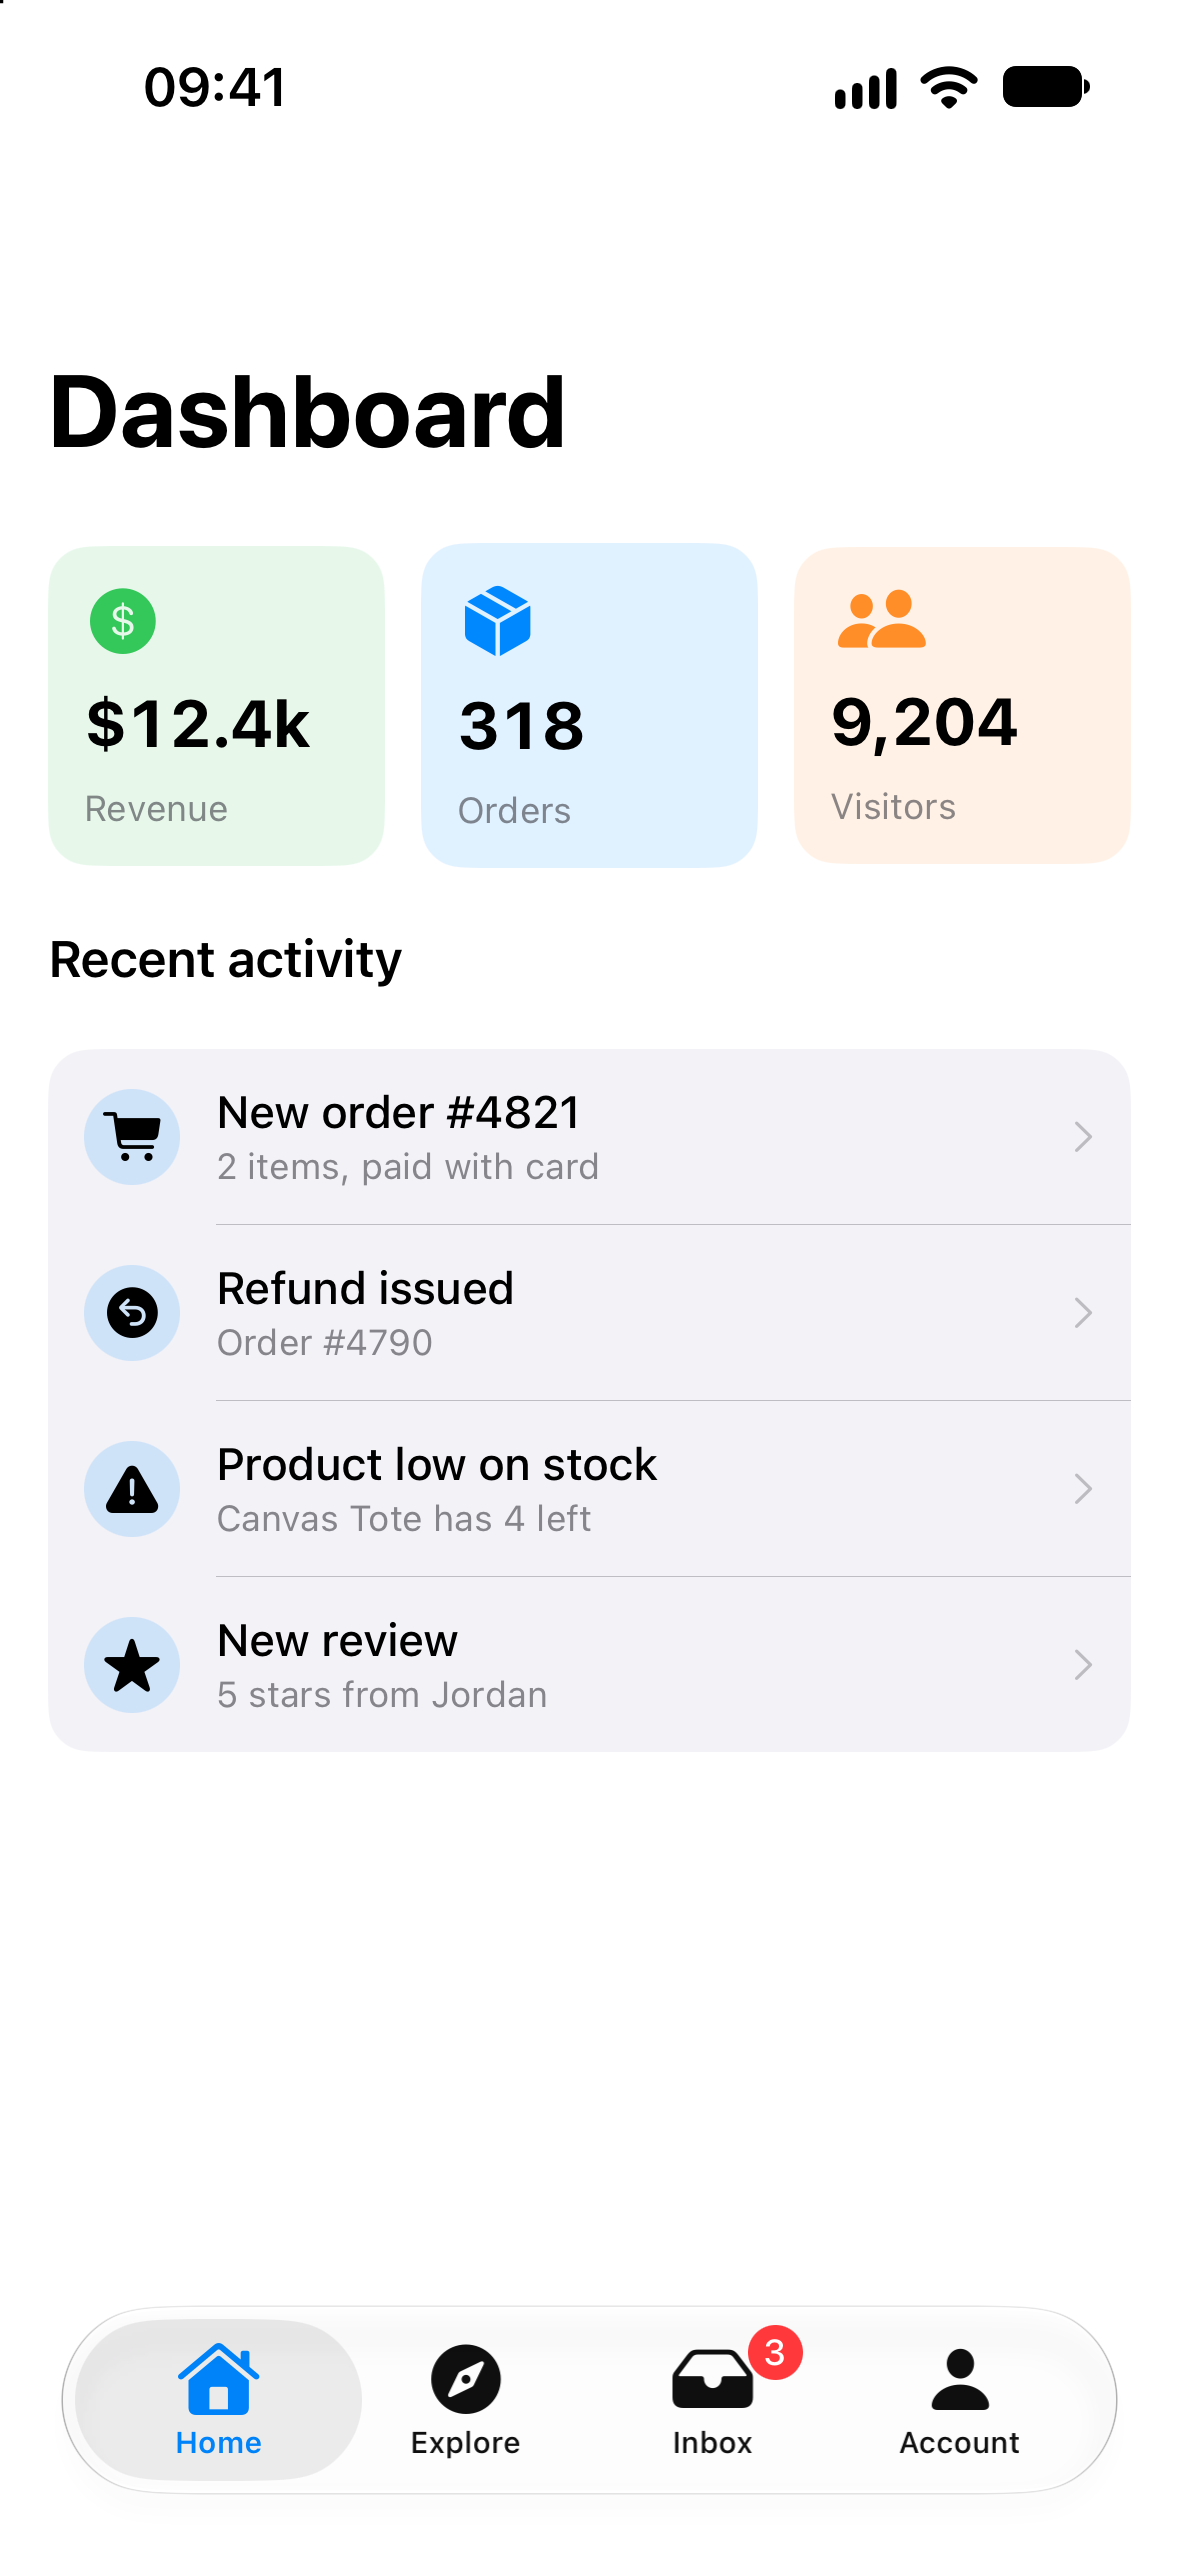 09:41
Dashboard
$12.4k
Revenue
318
Orders
9,204
Visitors
Recent activity
New order #4821
2 items, paid with card
Refund issued
Order #4790
Product low on stock
Canvas Tote has 4 left
New review
5 stars from Jordan
3
Home
Explore
Inbox
Account